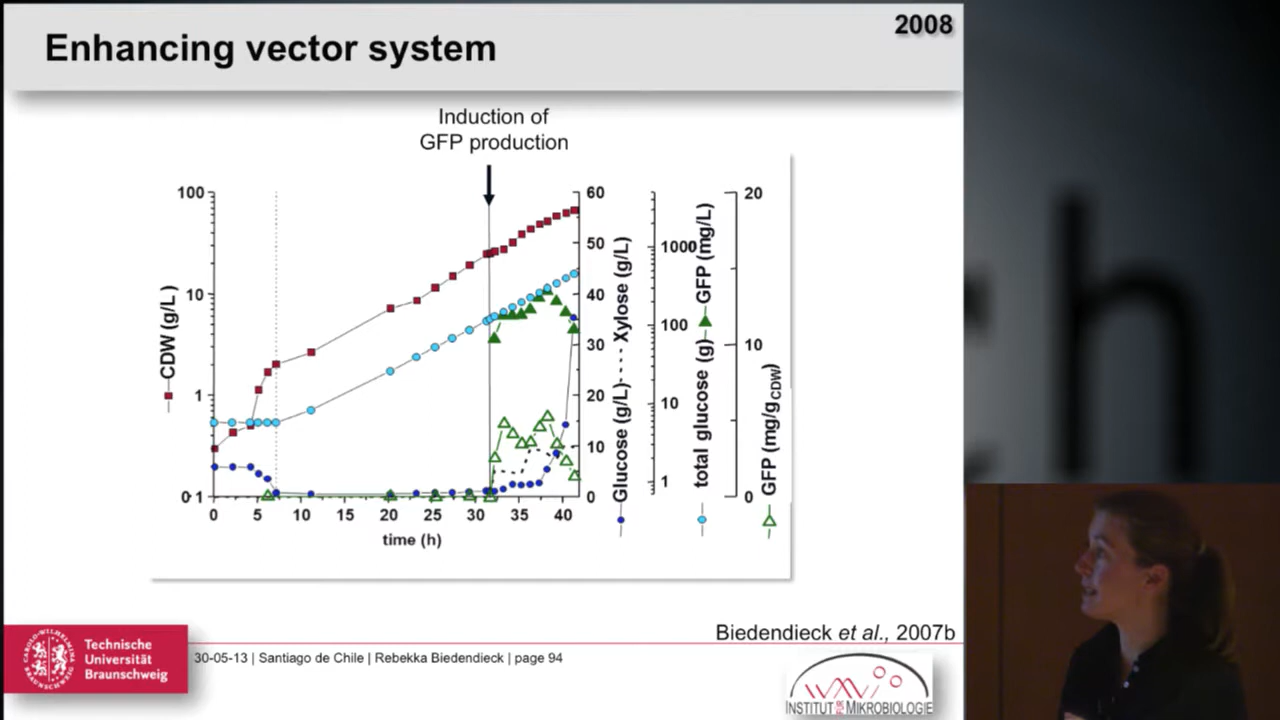 2008
Enhancing vector system
Induction of
GFP production
100
10
1
0·1
CDW (g/L)
0 5 10 15 20 25 30 35 40
time (h)
60
50
40
30
20
10
0
Glucose (g/L) Xylose (g/L)
1000
100
10
1
total glucose (g) GFP (mg/L)
20
10
0
GFP (mg/gCDW)
Biedendieck et al., 2007b
Technische
Universität
Braunschweig
30-05-13 | Santiago de Chile | Rebekka Biedendieck | page 94
INSTITUT FÜR MIKROBIOLOGIE